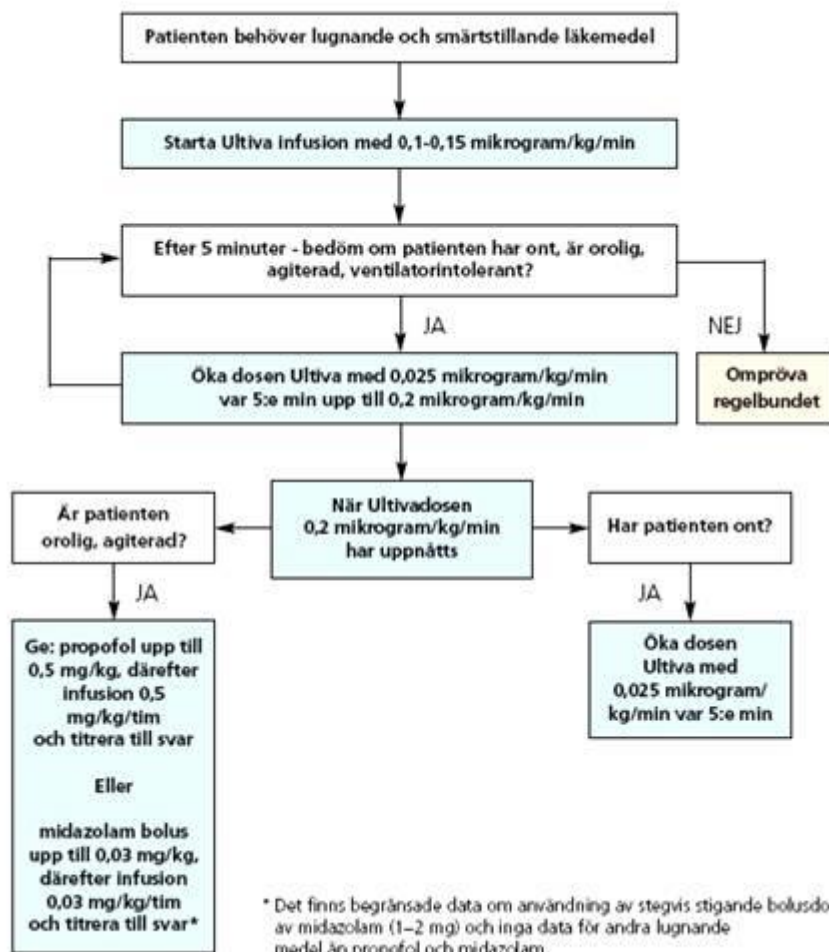 Patienten behöver lugnande och smärtstillande läkemedel
Starta Ultiva infusion med 0,1-0,15 mikrogram/kg/min
Efter 5 minuter - bedöm om patienten har ont, är orolig,
agiterad, ventilatorintolerant?
JA
NEJ
Öka dosen Ultiva med 0,025 mikrogram/kg/min
var 5:e min upp till 0,2 mikrogram/kg/min
Ompröva
regelbundet
Är patienten
orolig, agiterad?
När Ultivadosen
0,2 mikrogram/kg/min
har uppnåtts
Har patienten ont?
JA
JA
Ge: propofol upp till
0,5 mg/kg, därefter
infusion 0,5
mg/kg/tim
och titrera till svar
Eller
midazolam bolus
upp till 0,03 mg/kg,
därefter infusion
0,03 mg/kg/tim
och titrera till svar*
Öka dosen
Ultiva med
0,025 mikrogram/
kg/min var 5:e min
* Det finns begränsade data om användning av stegvis stigande bolusdo
av midazolam (1–2 mg) och inga data för andra lugnande
medel än propofol och midazolam